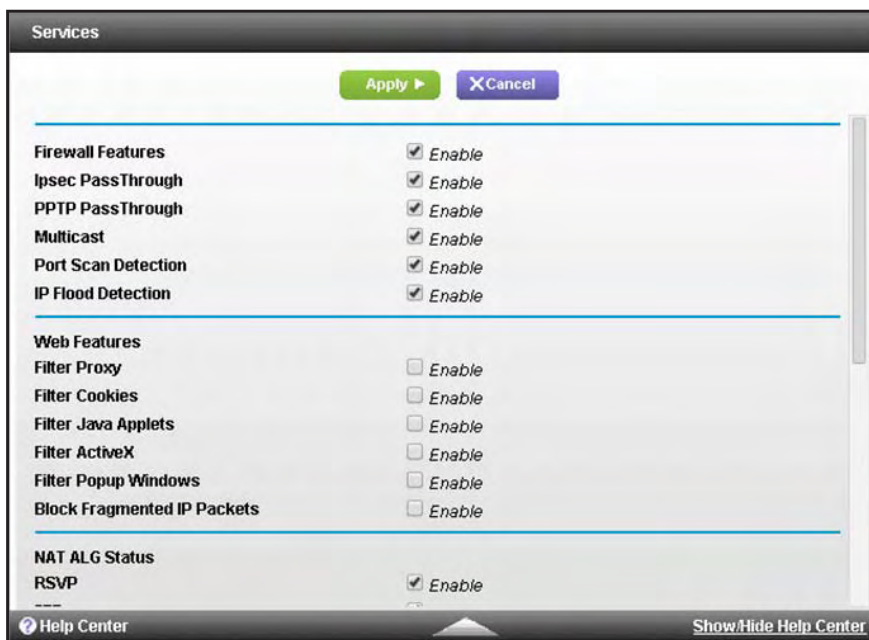 Services
Apply
Cancel
Firewall Features Enable
Ipsec PassThrough Enable
PPTP PassThrough Enable
Multicast Enable
Port Scan Detection Enable
IP Flood Detection Enable
Web Features
Filter Proxy Enable
Filter Cookies Enable
Filter Java Applets Enable
Filter ActiveX Enable
Filter Popup Windows Enable
Block Fragmented IP Packets Enable
NAT ALG Status
RSVP Enable
Help Center
Show/Hide Help Center